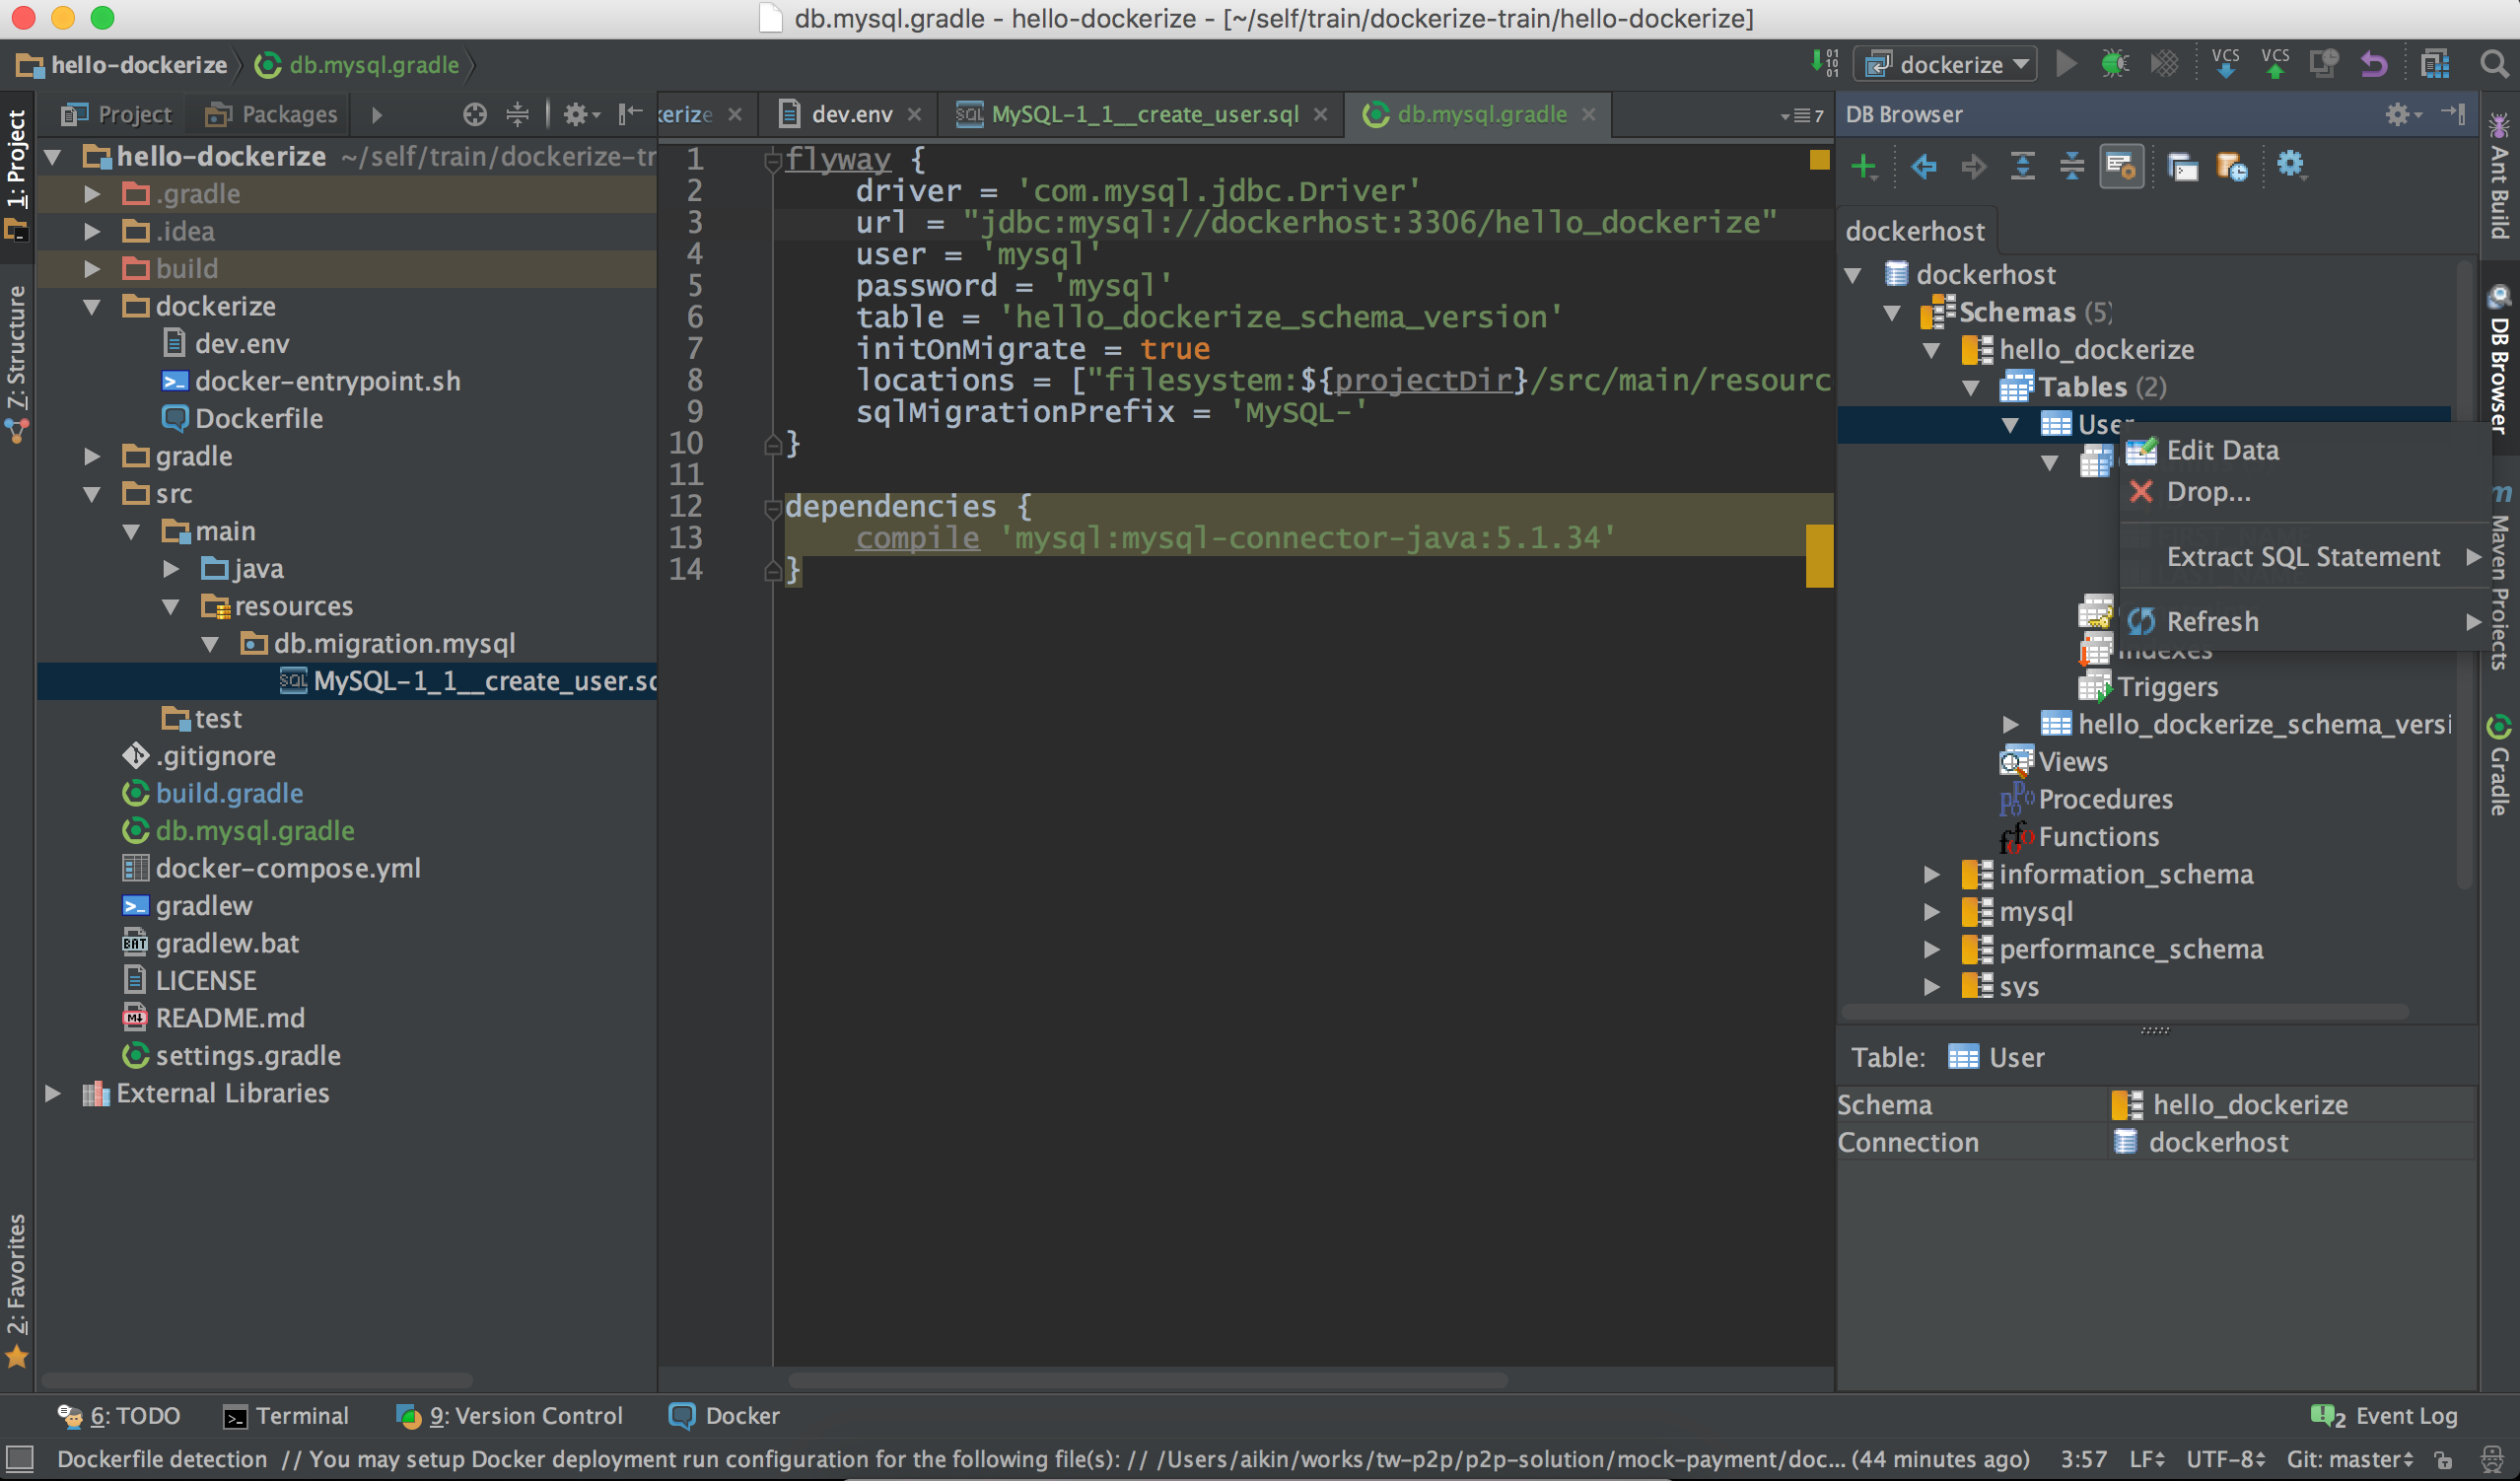 db.mysql.gradle - hello-dockerize - [~/self/train/dockerize-train/hello-dockerize]
hello-dockerize db.mysql.gradle
dockerize VCS VCS
1: Project
7: Structure
2: Favorites
Project Packages
hello-dockerize ~/self/train/dockerize-tr
.gradle
.idea
build
dockerize
dev.env
docker-entrypoint.sh
Dockerfile
gradle
src
main
java
resources
db.migration.mysql
MySQL-1_1__create_user.sc
test
.gitignore
build.gradle
db.mysql.gradle
docker-compose.yml
gradlew
gradlew.bat
LICENSE
README.md
settings.gradle
External Libraries
kerize dev.env MySQL-1_1__create_user.sql db.mysql.gradle 7
1 flyway {
2 driver = 'com.mysql.jdbc.Driver'
3 url = "jdbc:mysql://dockerhost:3306/hello_dockerize"
4 user = 'mysql'
5 password = 'mysql'
6 table = 'hello_dockerize_schema_version'
7 initOnMigrate = true
8 locations = ["filesystem:${projectDir}/src/main/resourc
9 sqlMigrationPrefix = 'MySQL-'
10 }
11
12 dependencies {
13 compile 'mysql:mysql-connector-java:5.1.34'
14 }
DB Browser
dockerhost
dockerhost
Schemas (5)
hello_dockerize
Tables (2)
User
Edit Data
Drop...
Extract SQL Statement
Refresh
Indexes
Triggers
hello_dockerize_schema_versi
Views
Procedures
Functions
information_schema
mysql
performance_schema
sys
Table: User
Schema hello_dockerize
Connection dockerhost
Ant Build
DB Browser
Maven Projects
Gradle
6: TODO Terminal 9: Version Control Docker 2 Event Log
Dockerfile detection // You may setup Docker deployment run configuration for the following file(s): // /Users/aikin/works/tw-p2p/p2p-solution/mock-payment/doc... (44 minutes ago) 3:57 LF UTF-8 Git: master